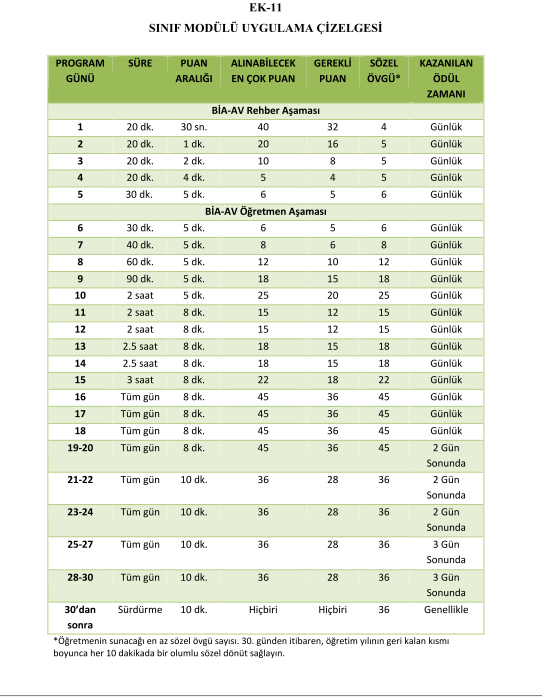 EK-11
SINIF MODÜLÜ UYGULAMA ÇİZELGESİ
PROGRAM GÜNÜ SÜRE PUAN ARALIĞI ALINABİLECEK EN ÇOK PUAN GEREKLİ PUAN SÖZEL ÖVGÜ* KAZANILAN ÖDÜL ZAMANI
BİA-AV Rehber Aşaması
1 20 dk. 30 sn. 40 32 4 Günlük
2 20 dk. 1 dk. 20 16 5 Günlük
3 20 dk. 2 dk. 10 8 5 Günlük
4 20 dk. 4 dk. 5 4 5 Günlük
5 30 dk. 5 dk. 6 5 6 Günlük
BİA-AV Öğretmen Aşaması
6 30 dk. 5 dk. 6 5 6 Günlük
7 40 dk. 5 dk. 8 6 8 Günlük
8 60 dk. 5 dk. 12 10 12 Günlük
9 90 dk. 5 dk. 18 15 18 Günlük
10 2 saat 5 dk. 25 20 25 Günlük
11 2 saat 8 dk. 15 12 15 Günlük
12 2 saat 8 dk. 15 12 15 Günlük
13 2.5 saat 8 dk. 18 15 18 Günlük
14 2.5 saat 8 dk. 18 15 18 Günlük
15 3 saat 8 dk. 22 18 22 Günlük
16 Tüm gün 8 dk. 45 36 45 Günlük
17 Tüm gün 8 dk. 45 36 45 Günlük
18 Tüm gün 8 dk. 45 36 45 Günlük
19-20 Tüm gün 8 dk. 45 36 45 2 Gün Sonunda
21-22 Tüm gün 10 dk. 36 28 36 2 Gün Sonunda
23-24 Tüm gün 10 dk. 36 28 36 2 Gün Sonunda
25-27 Tüm gün 10 dk. 36 28 36 3 Gün Sonunda
28-30 Tüm gün 10 dk. 36 28 36 3 Gün Sonunda
30'dan sonra Sürdürme 10 dk. Hiçbiri Hiçbiri 36 Genellikle
*Öğretmenin sunacağı en az sözel övgü sayısı. 30. günden itibaren, öğretim yılının geri kalan kısmı
boyunca her 10 dakikada bir olumlu sözel dönüt sağlayın.